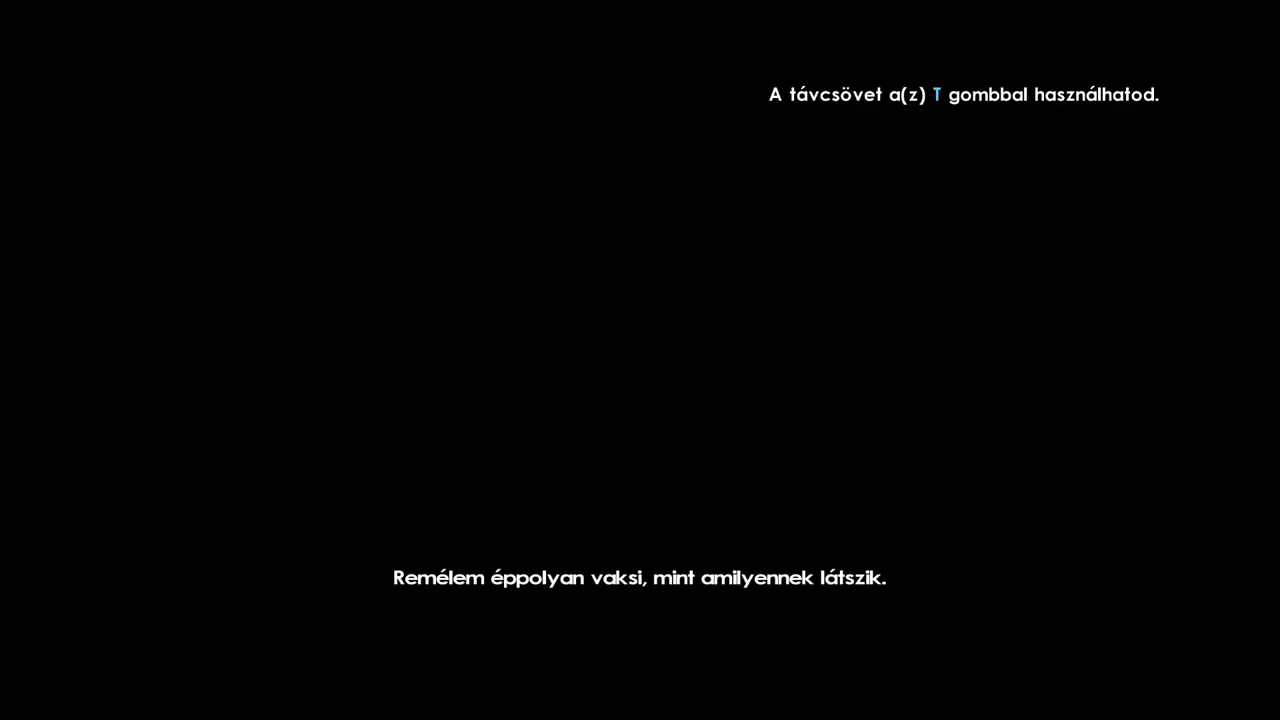 A távcsövet a(z) T gombbal használhatod.
Remélem éppolyan vaksi, mint amilyennek látszik.